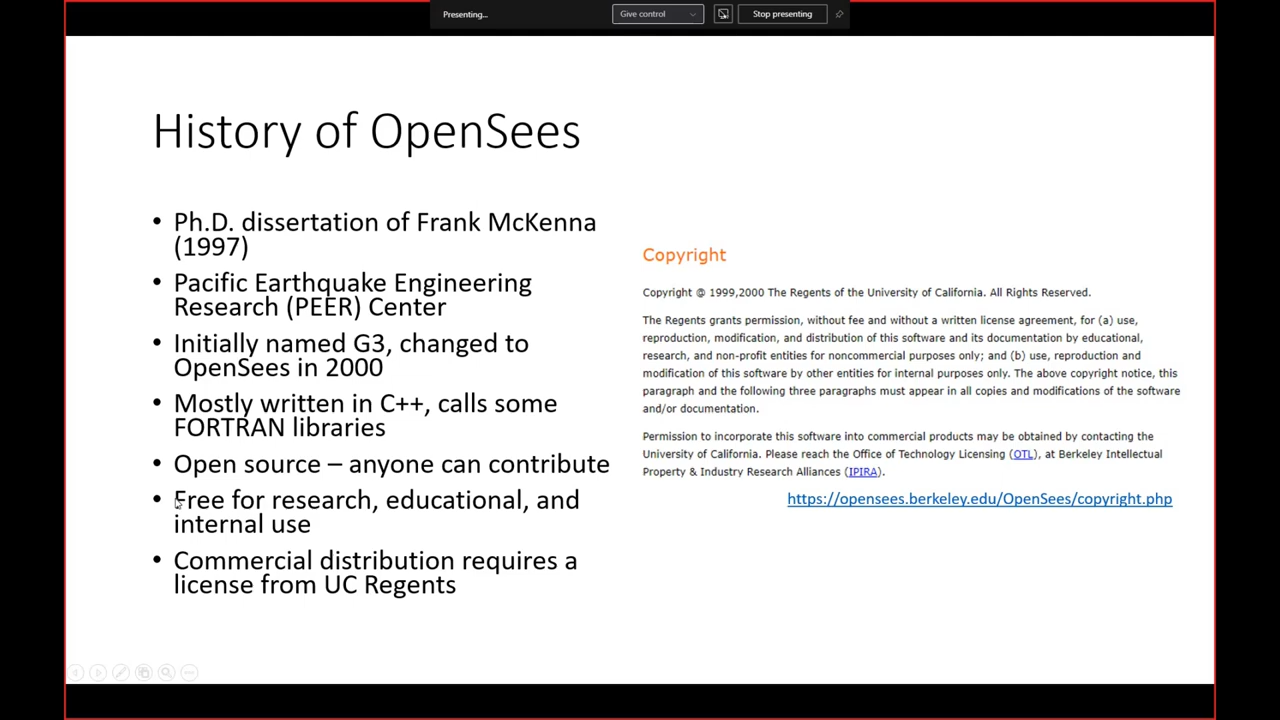 Presenting...
Give control
Stop presenting
History of OpenSees
• Ph.D. dissertation of Frank McKenna
(1997)
• Pacific Earthquake Engineering
Research (PEER) Center
• Initially named G3, changed to
OpenSees in 2000
• Mostly written in C++, calls some
FORTRAN libraries
• Open source – anyone can contribute
• Free for research, educational, and
internal use
• Commercial distribution requires a
license from UC Regents
Copyright
Copyright @ 1999,2000 The Regents of the University of California. All Rights Reserved.
The Regents grants permission, without fee and without a written license agreement, for (a) use,
reproduction, modification, and distribution of this software and its documentation by educational,
research, and non-profit entities for noncommercial purposes only; and (b) use, reproduction and
modification of this software by other entities for internal purposes only. The above copyright notice, this
paragraph and the following three paragraphs must appear in all copies and modifications of the software
and/or documentation.
Permission to incorporate this software into commercial products may be obtained by contacting the
University of California. Please reach the Office of Technology Licensing (OTL), at Berkeley Intellectual
Property & Industry Research Alliances (IPIRA).
https://opensees.berkeley.edu/OpenSees/copyright.php